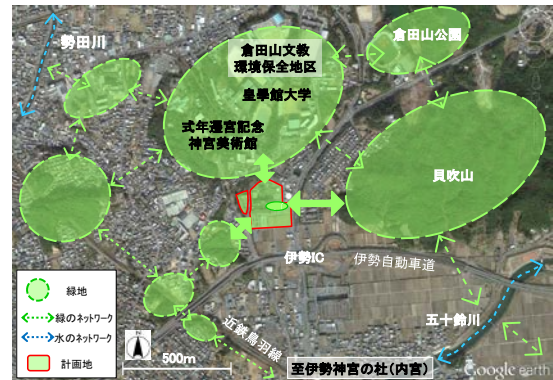 勢田川
倉田山文教
環境保全地区
倉田山公園
皇學館大学
式年遷宮記念
神宮美術館
貝吹山
伊勢IC
伊勢自動車道
近鉄鳥羽線
五十鈴川
至伊勢神宮の杜(内宮)
緑地
緑のネットワーク
水のネットワーク
計画地
500m
Google earth